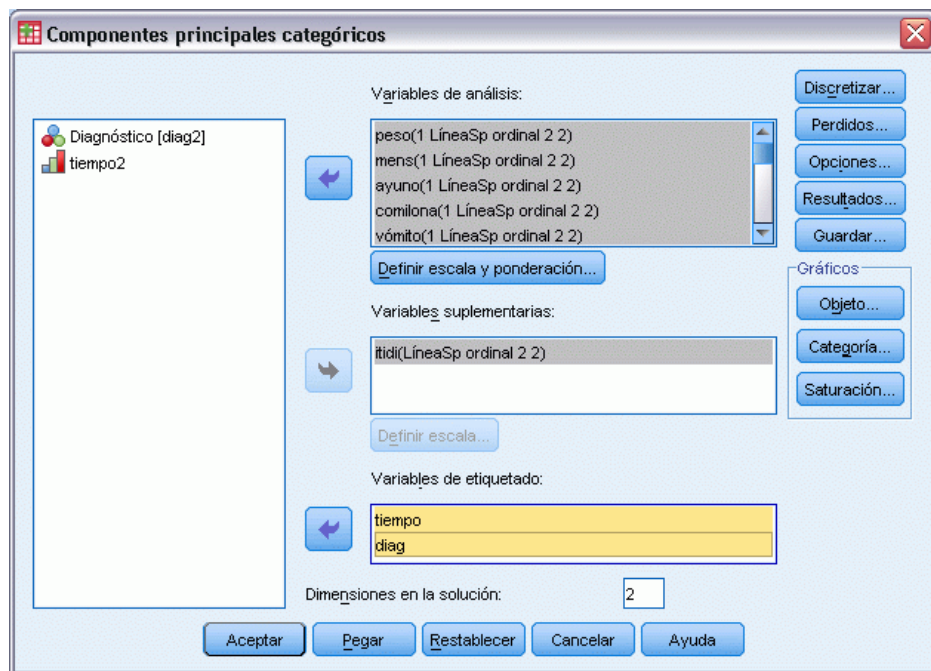 Componentes principales categóricos
Diagnóstico [diag2]
tiempo2
Variables de análisis:
peso(1 LíneaSp ordinal 2 2)
mens(1 LíneaSp ordinal 2 2)
ayuno(1 LíneaSp ordinal 2 2)
comilona(1 LíneaSp ordinal 2 2)
vómito(1 LíneaSp ordinal 2 2)
Definir escala y ponderación...
Variables suplementarias:
itidi(LíneaSp ordinal 2 2)
Definir escala...
Variables de etiquetado:
tiempo
diag
Dimensiones en la solución:
2
Discretizar...
Perdidos...
Opciones...
Resultados...
Guardar...
Gráficos
Objeto...
Categoría...
Saturación...
Aceptar
Pegar
Restablecer
Cancelar
Ayuda